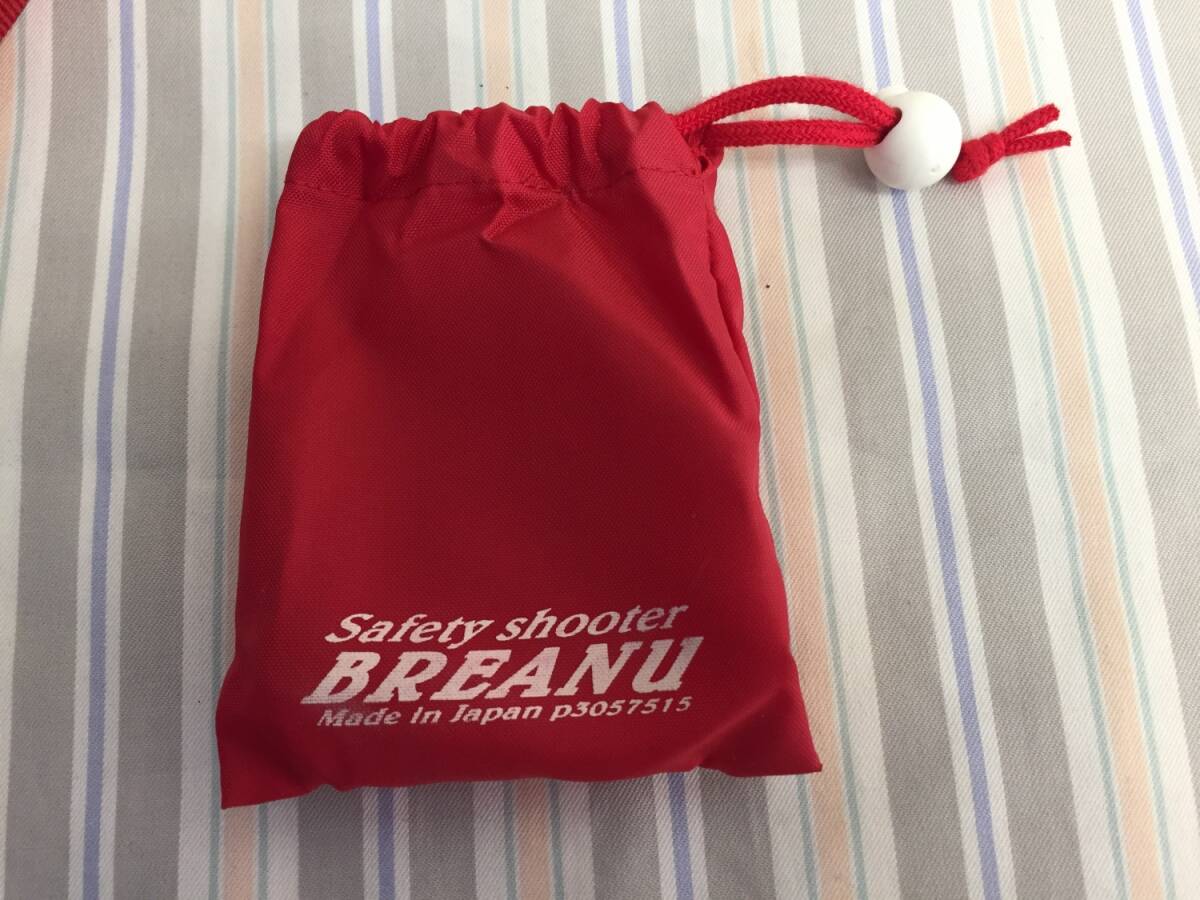 Safety shooter
BREANU
Made in Japan p3057515